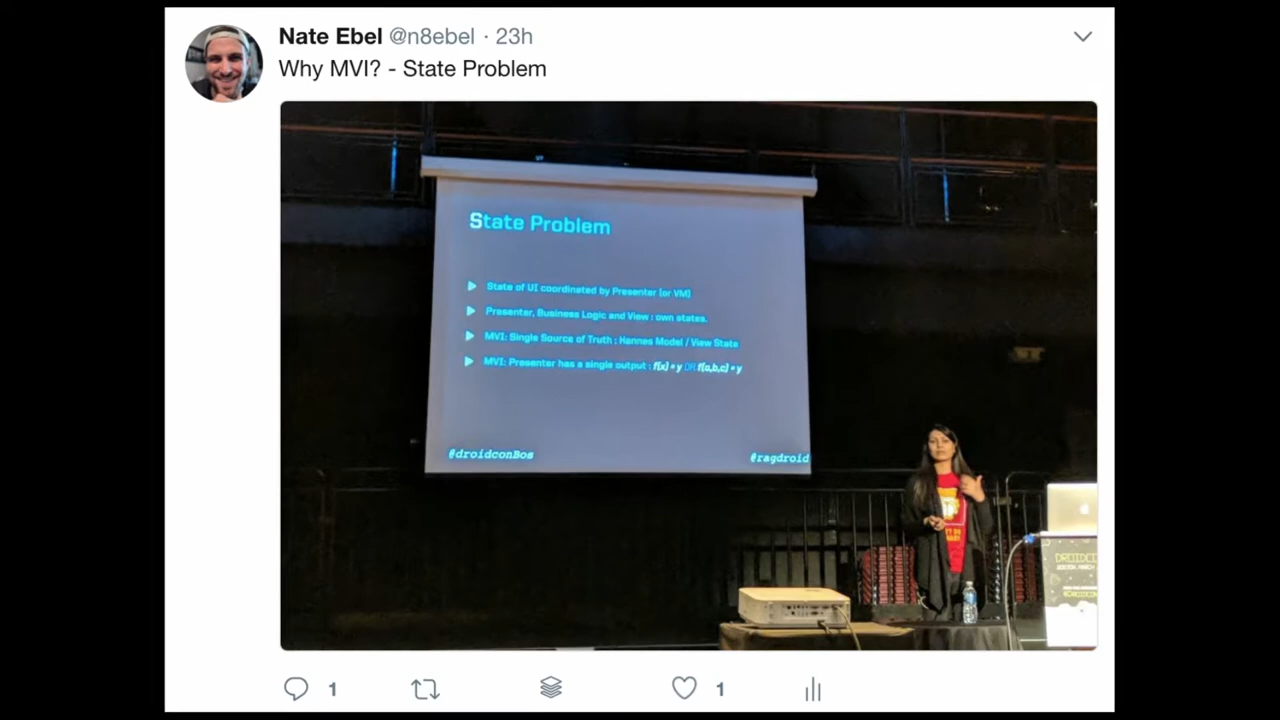 Nate Ebel @n8ebel · 23h
Why MVI? - State Problem
State Problem
State of UI coordinated by Presenter (or VM)
Presenter, Business Logic and View : own states.
MVI: Single Source of Truth : Hannes Model / View State
MVI: Presenter has a single output : f(x) = y OR f(a,b,c) = y
@droidconBos
@ragdroid
DROIDCO
BOSTON
1
1